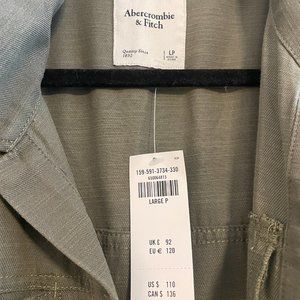 Abercrombie
& Fitch
Quality Since
1892
LP
159-591-3734-330
LARGE P
UK £ 92
EU € 120
US $ 110
CAN $ 136